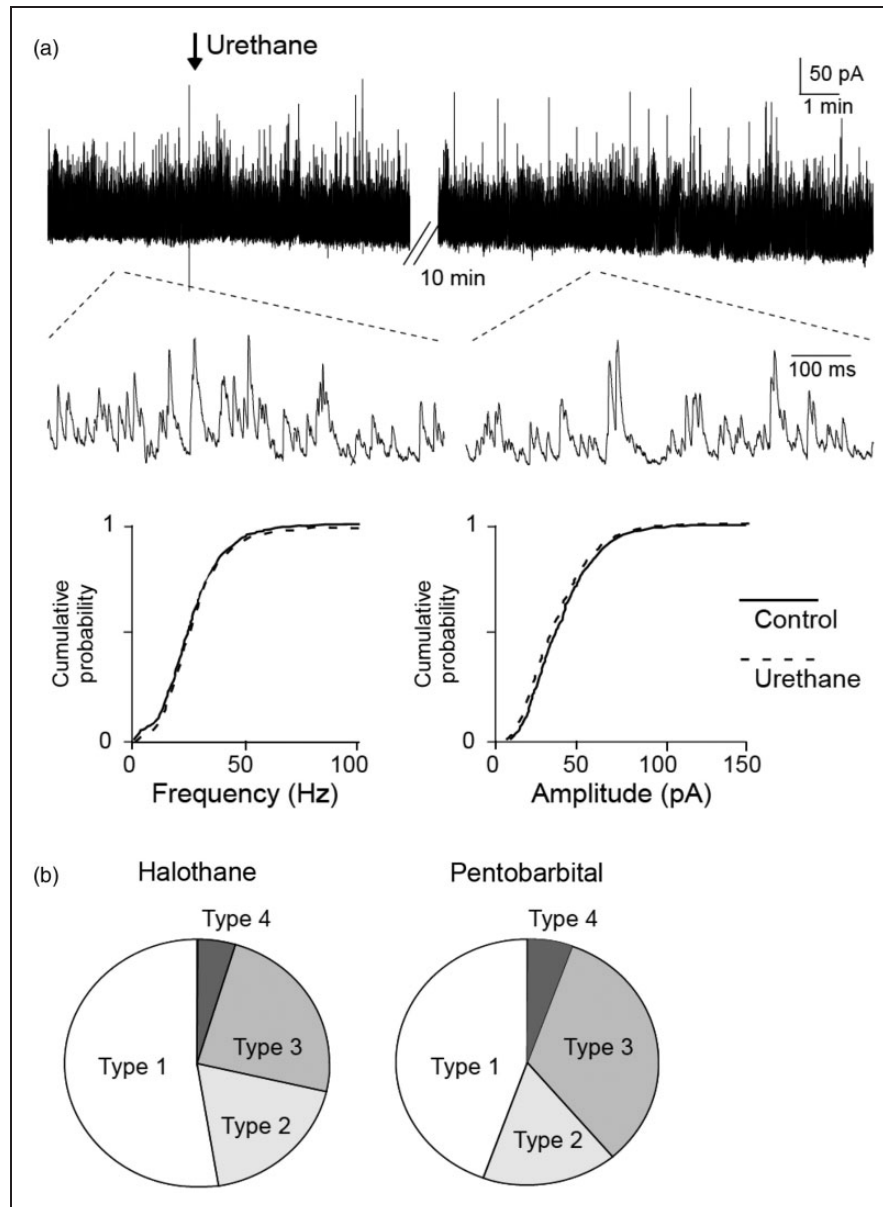 (a)
Urethane
50 pA
1 min
10 min
100 ms
1
Cumulative
probability
0
0
50
100
Frequency (Hz)
1
Cumulative
probability
0
0
50
100
150
Amplitude (pA)
Control
Urethane
(b)
Halothane
Type 4
Type 3
Type 1
Type 2
Pentobarbital
Type 4
Type 3
Type 1
Type 2